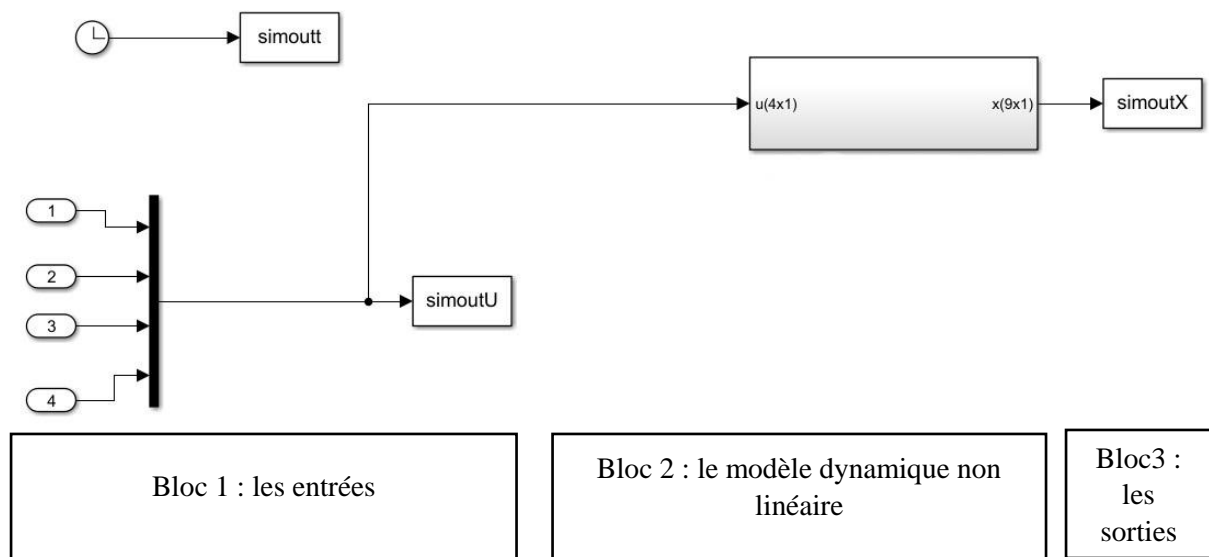 simoutt
u(4x1)
x(9x1)
simoutX
1
2
3
4
simoutU
Bloc 1 : les entrées
Bloc 2 : le modèle dynamique non
linéaire
Bloc3 :
les
sorties